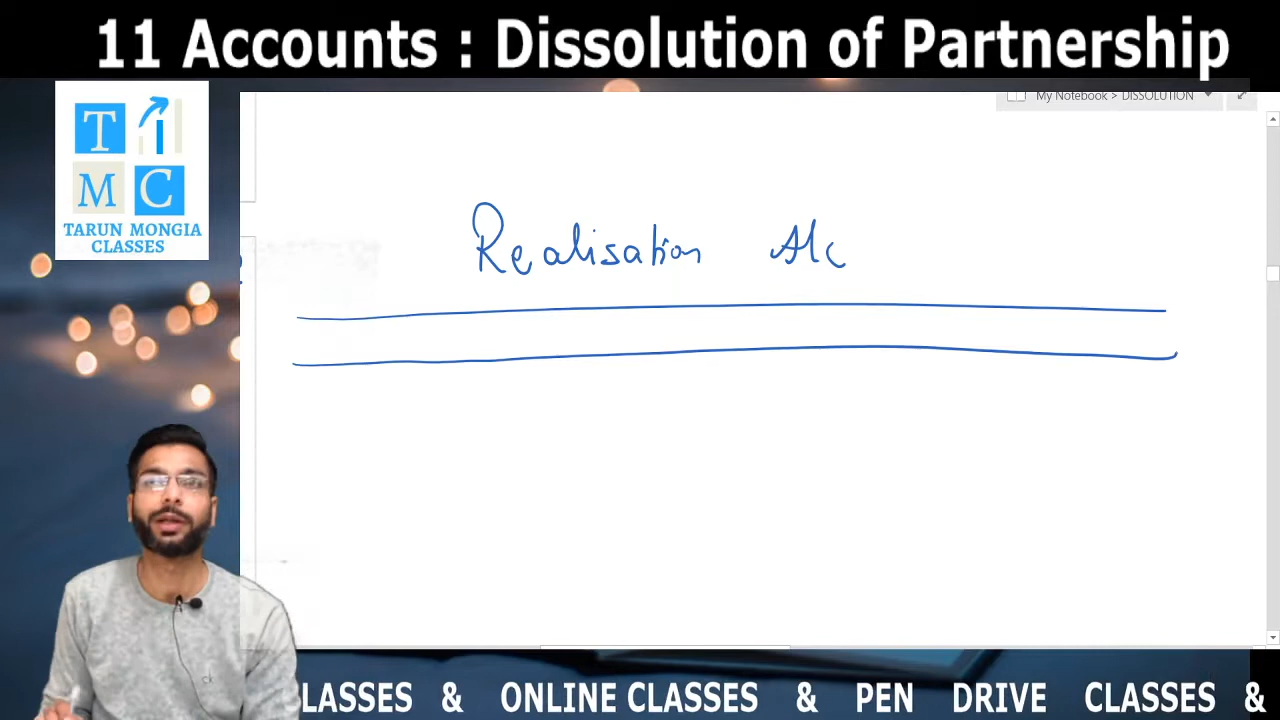 11 Accounts : Dissolution of Partnership
T
M C
TARUN MONGIA
CLASSES
My Notebook > DISSOLUTION
Realisation A/c
LASSES & ONLINE CLASSES & PEN DRIVE CLASSES &